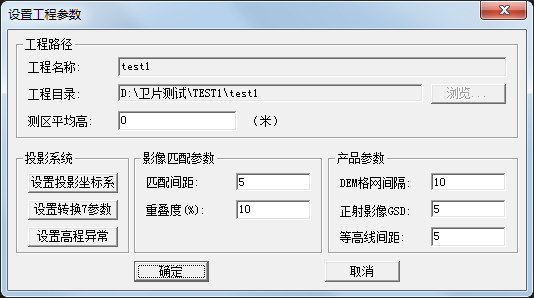 设置工程参数
工程路径
工程名称: test1
工程目录: D:\卫片测试\TEST1\test1 浏览...
测区平均高: 0 (米)
投影系统
设置投影坐标系
设置转换7参数
设置高程异常
影像匹配参数
匹配间距: 5
重叠度(%): 10
产品参数
DEM格网间隔: 10
正射影像GSD: 5
等高线间距: 5
确定 取消